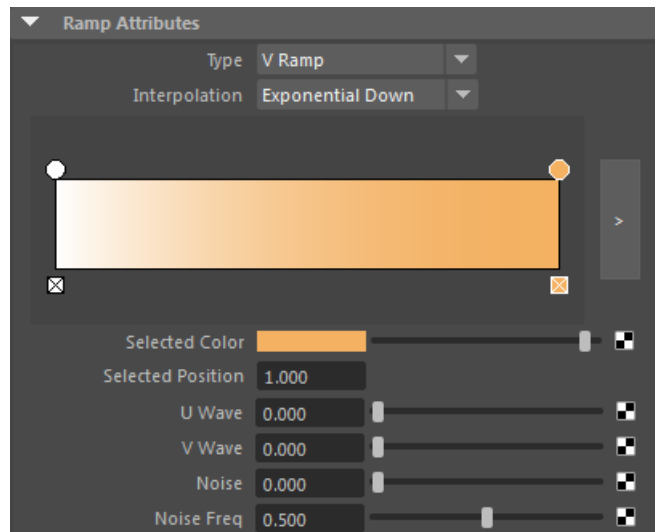 Ramp Attributes
Type V Ramp
Interpolation Exponential Down
>
Selected Color
Selected Position 1.000
U Wave 0.000
V Wave 0.000
Noise 0.000
Noise Freq 0.500